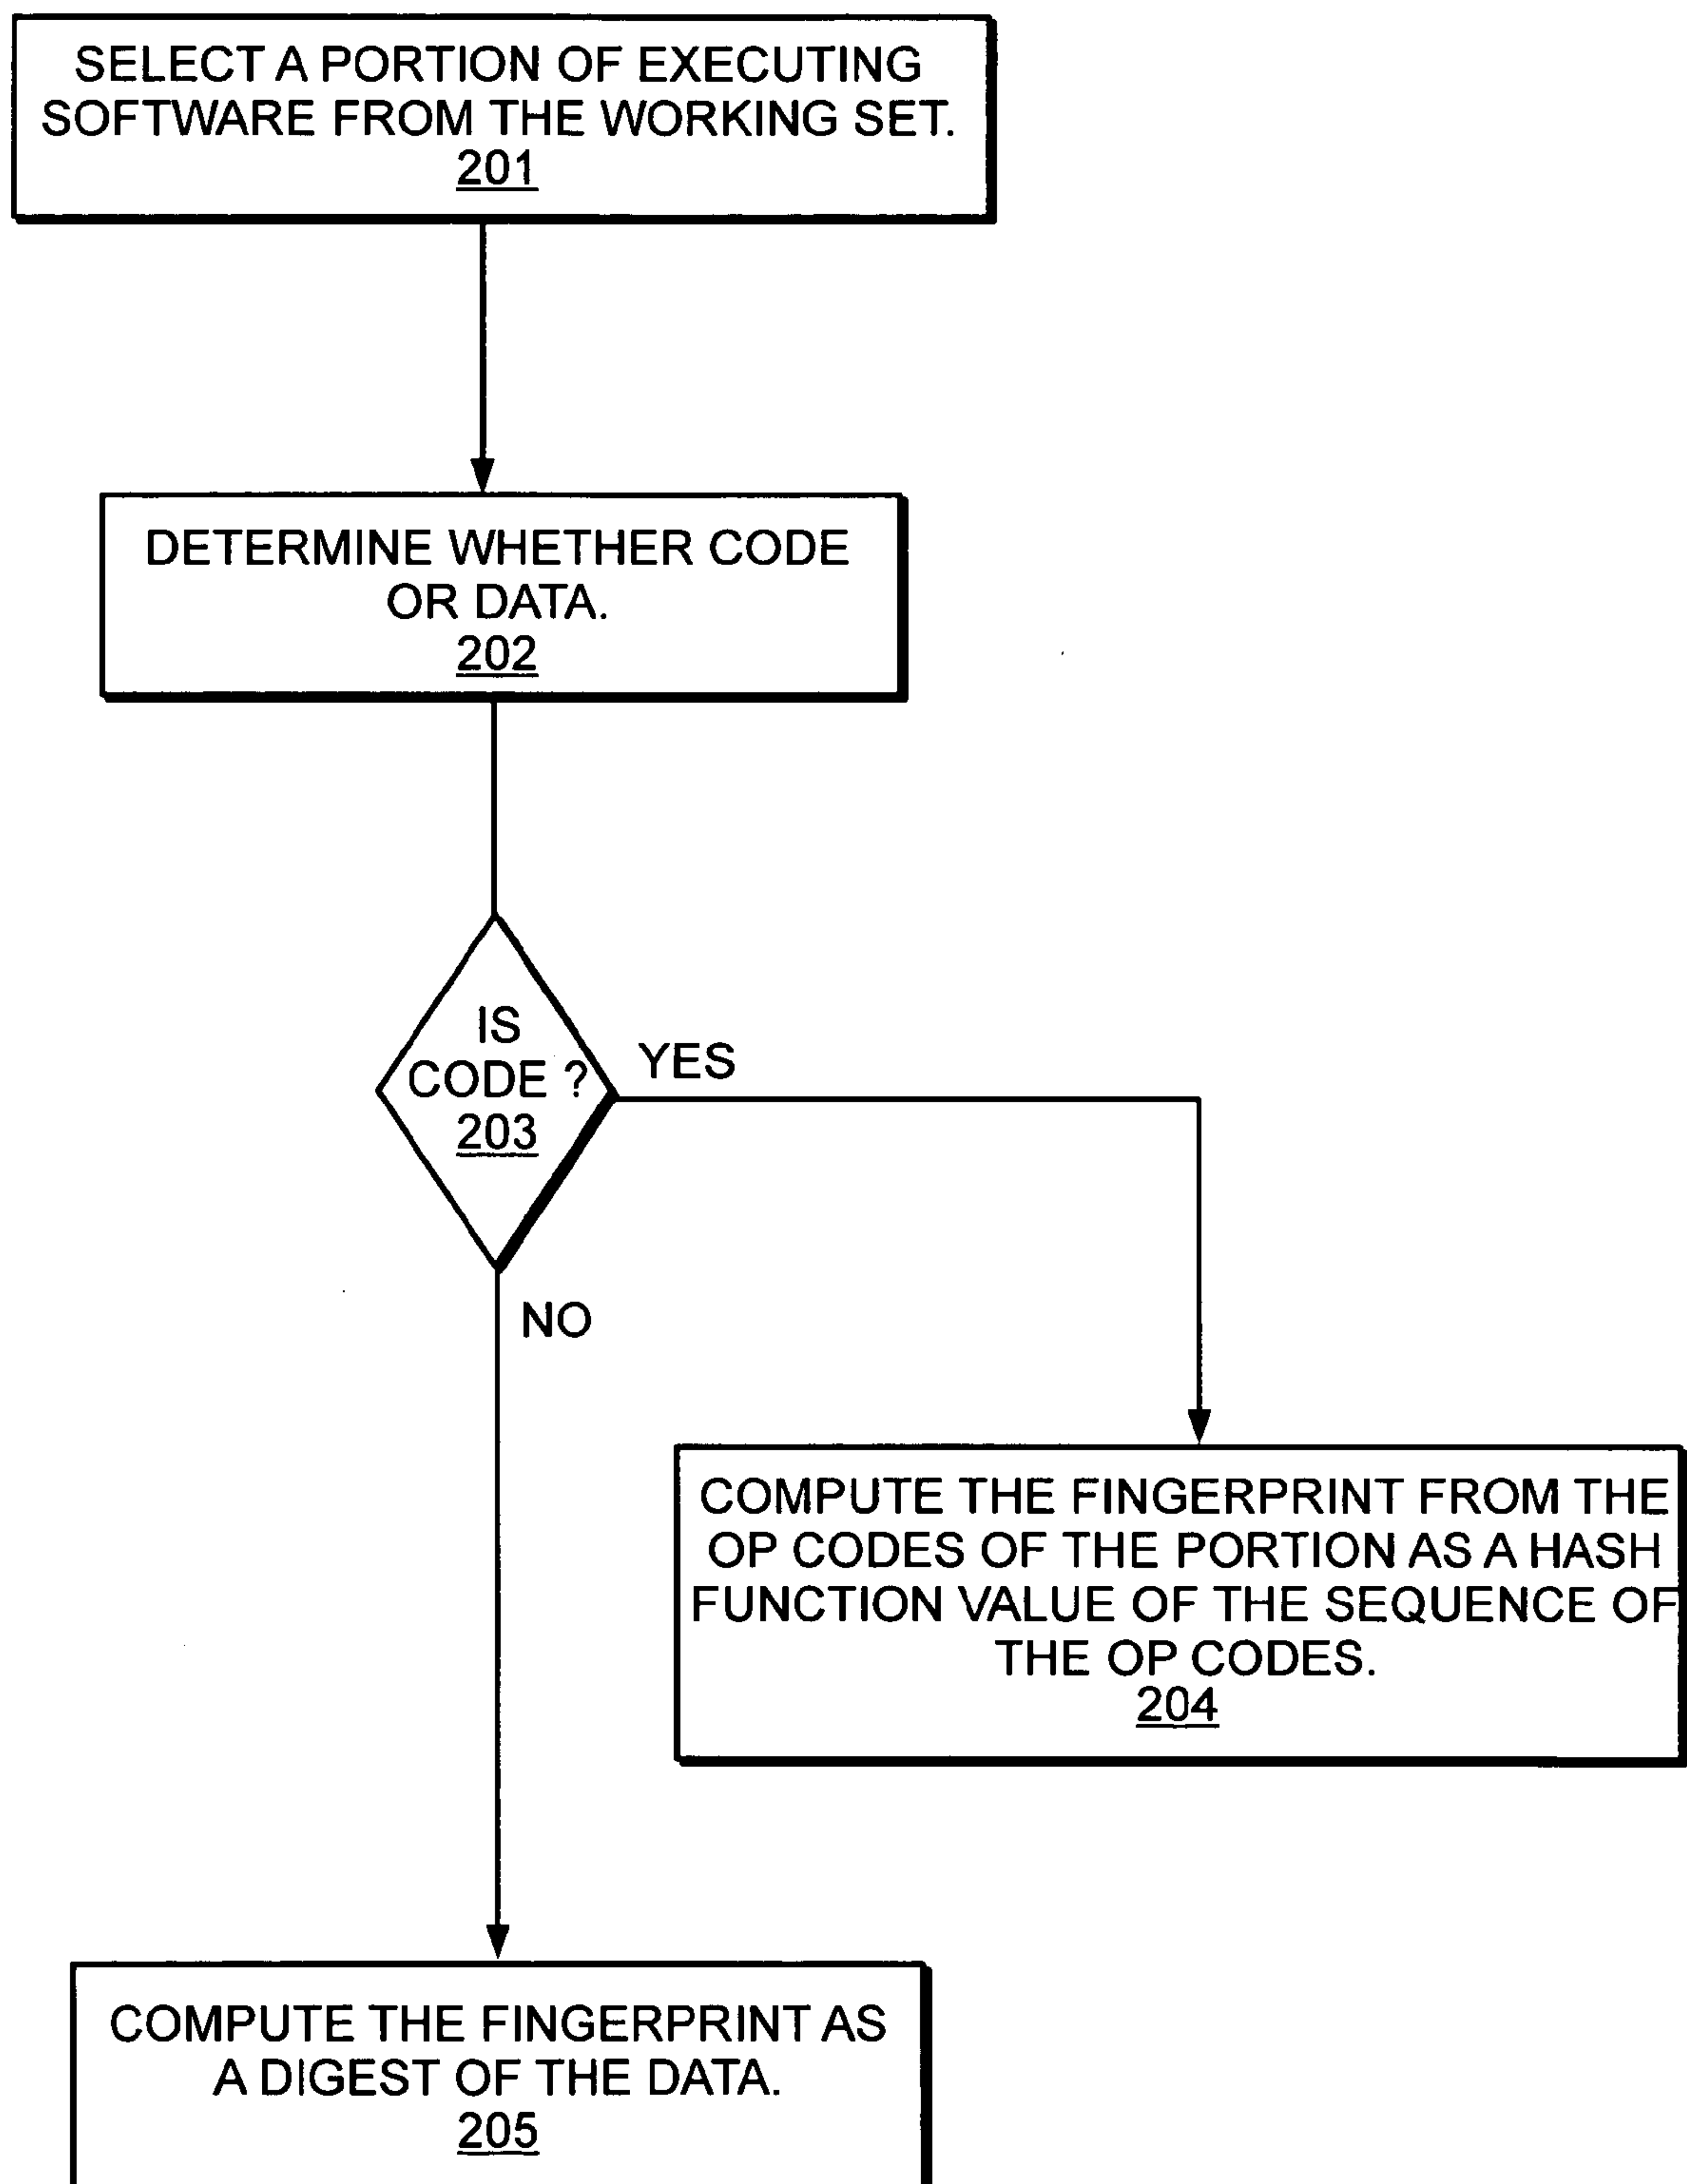 SELECT A PORTION OF EXECUTING
SOFTWARE FROM THE WORKING SET.
201
DETERMINE WHETHER CODE
OR DATA.
202
IS
CODE ?
203
YES
NO
COMPUTE THE FINGERPRINT FROM THE
OP CODES OF THE PORTION AS A HASH
FUNCTION VALUE OF THE SEQUENCE OF
THE OP CODES.
204
COMPUTE THE FINGERPRINT AS
A DIGEST OF THE DATA.
205